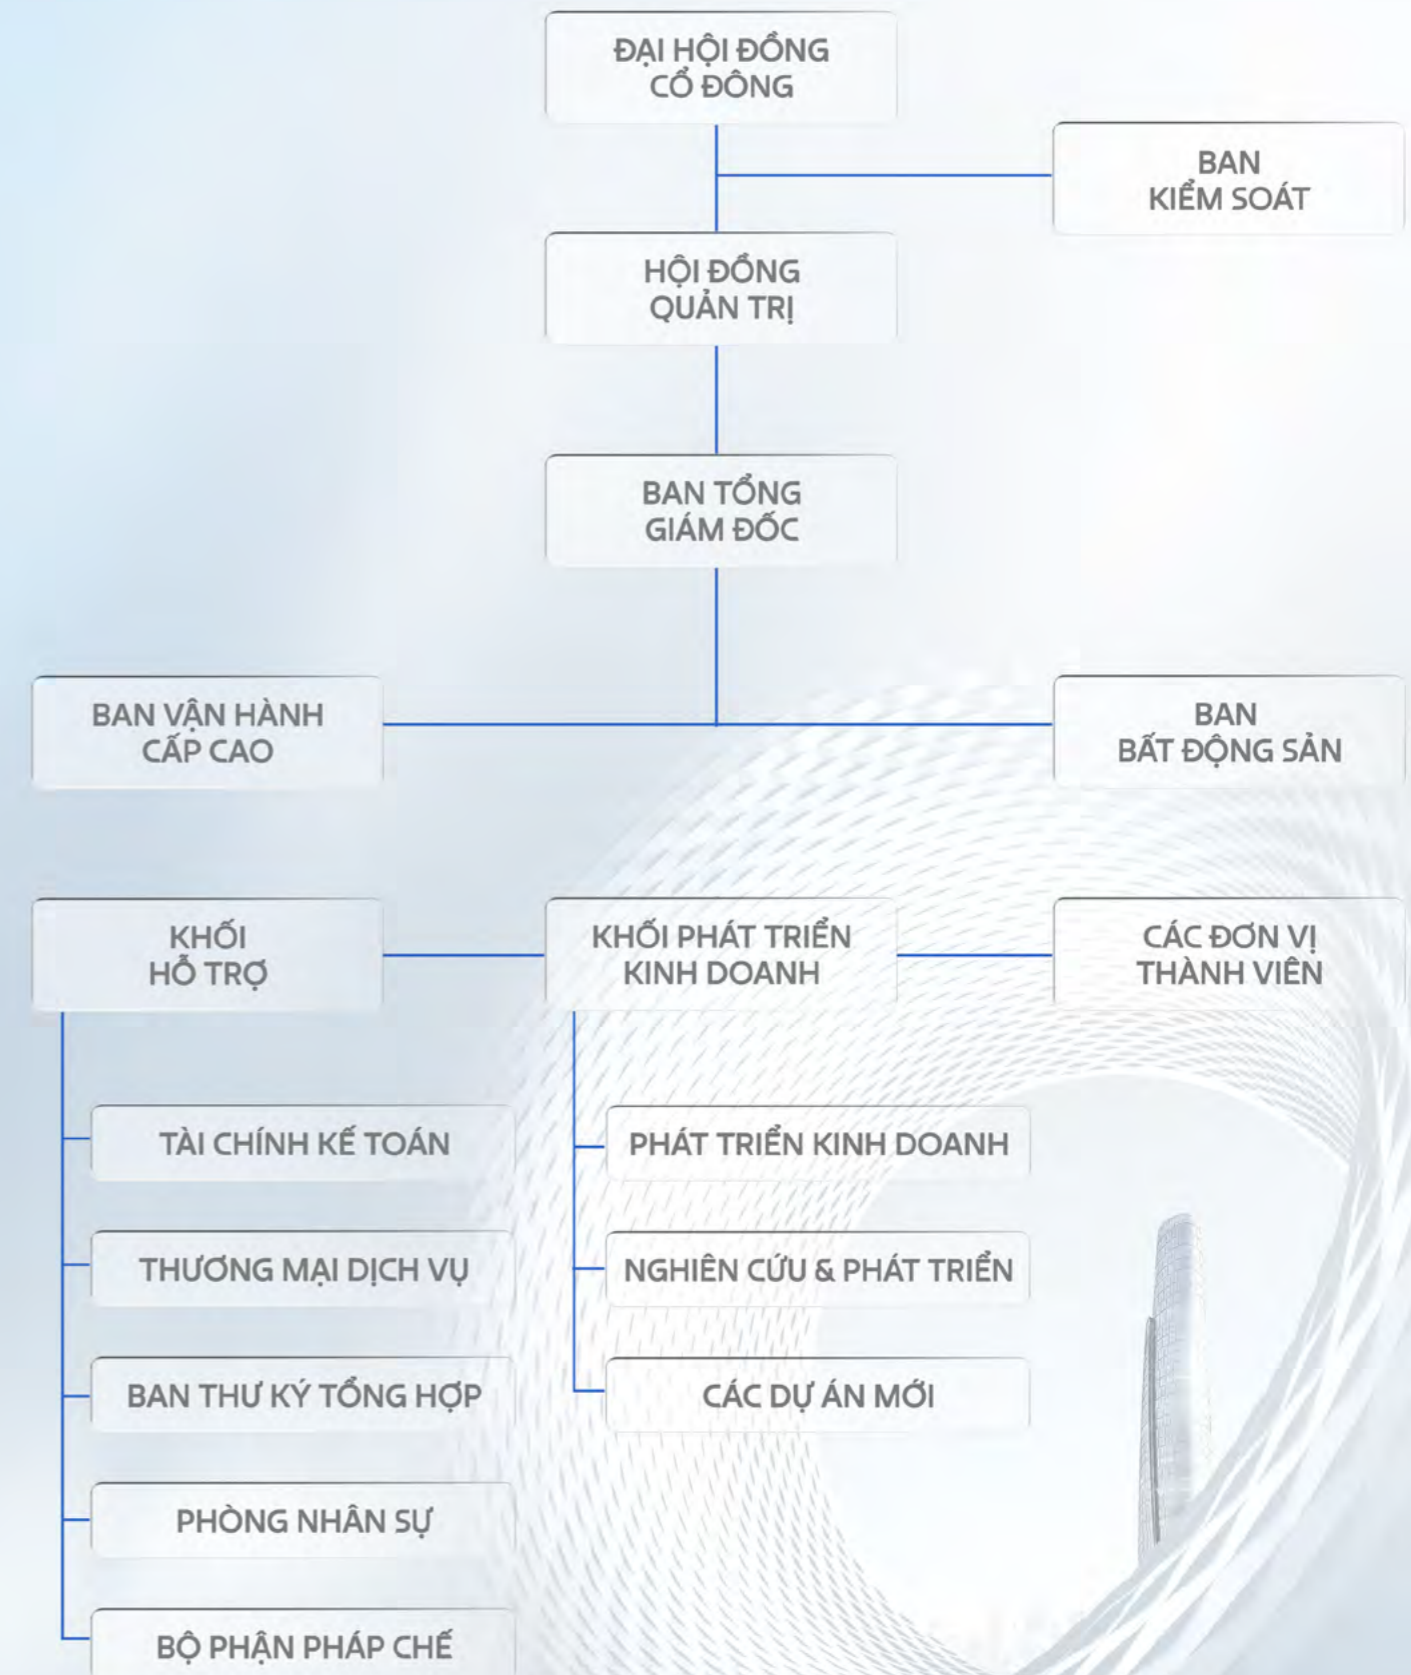 ĐẠI HỘI ĐỒNG
CỔ ĐÔNG
BAN
KIỂM SOÁT
HỘI ĐỒNG
QUẢN TRỊ
BAN TỔNG
GIÁM ĐỐC
BAN VẬN HÀNH
CẤP CAO
BAN
BẤT ĐỘNG SẢN
KHỐI
HỖ TRỢ
KHỐI PHÁT TRIỂN
KINH DOANH
CÁC ĐƠN VỊ
THÀNH VIÊN
TÀI CHÍNH KẾ TOÁN
THƯƠNG MẠI DỊCH VỤ
BAN THƯ KÝ TỔNG HỢP
PHÒNG NHÂN SỰ
BỘ PHẬN PHÁP CHẾ
PHÁT TRIỂN KINH DOANH
NGHIÊN CỨU & PHÁT TRIỂN
CÁC DỰ ÁN MỚI